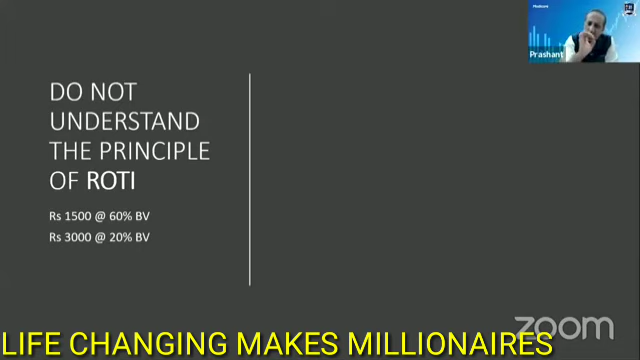 DO NOT
UNDERSTAND
THE PRINCIPLE
OF ROTI
Rs 1500 @ 60% BV
Rs 3000 @ 20% BV
Prashant
zoom
LIFE CHANGING MAKES MILLIONAIRES